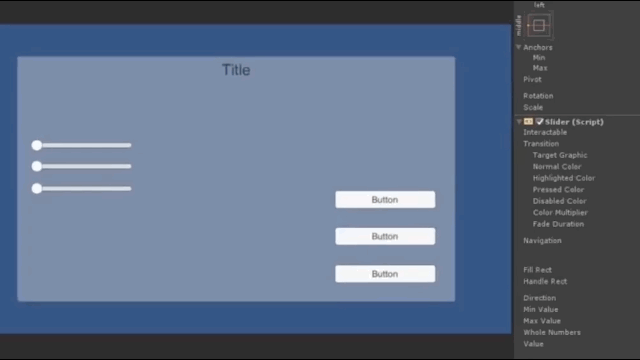 Title
Button
Button
Button
left
middle
Anchors
Min
Max
Pivot
Rotation
Scale
Slider (Script)
Interactable
Transition
Target Graphic
Normal Color
Highlighted Color
Pressed Color
Disabled Color
Color Multiplier
Fade Duration
Navigation
Fill Rect
Handle Rect
Direction
Min Value
Max Value
Whole Numbers
Value